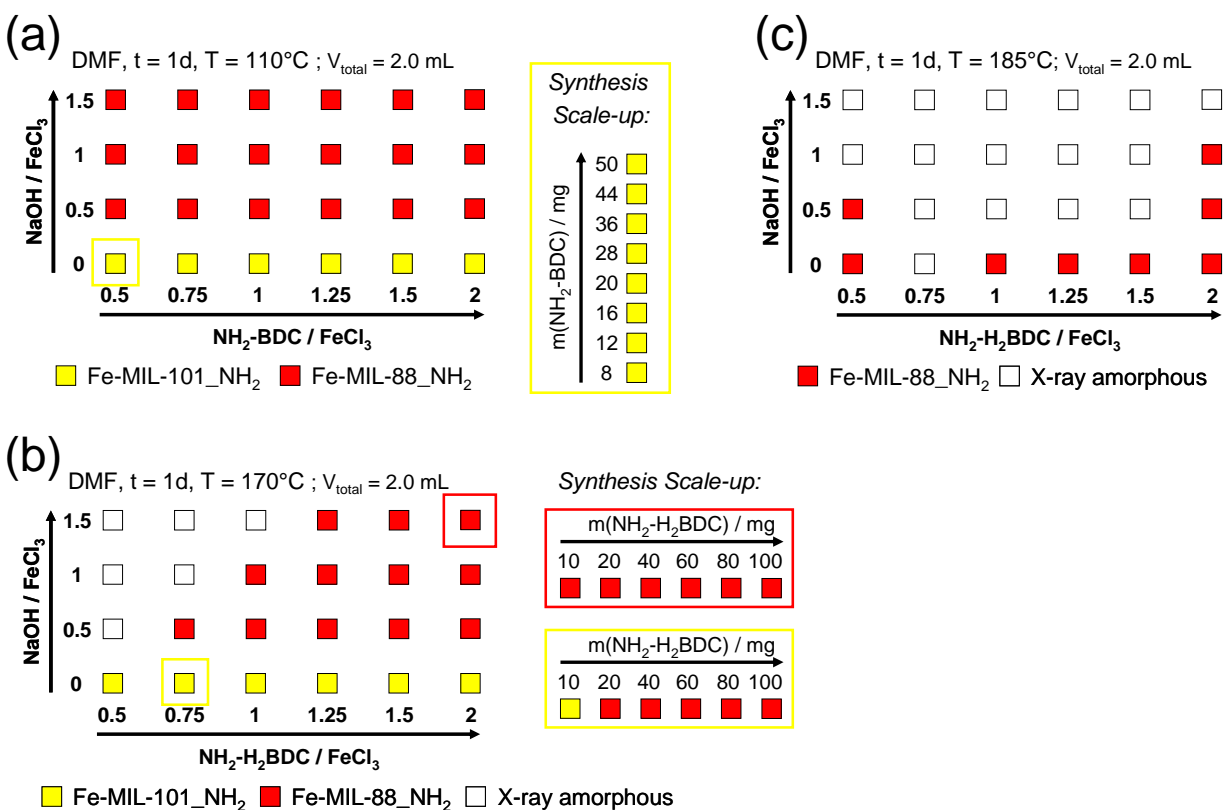 (a)
DMF, t = 1d, T = 110°C ; V_total = 2.0 mL
NaOH / FeCl₃
1.5
1
0.5
0
0.5 0.75 1 1.25 1.5 2
NH₂-BDC / FeCl₃
Fe-MIL-101_NH₂ Fe-MIL-88_NH₂
Synthesis
Scale-up:
m(NH₂-BDC) / mg
50
44
36
28
20
16
12
8
(c)
DMF, t = 1d, T = 185°C; V_total = 2.0 mL
NaOH / FeCl₃
1.5
1
0.5
0
0.5 0.75 1 1.25 1.5 2
NH₂-H₂BDC / FeCl₃
Fe-MIL-88_NH₂ X-ray amorphous
(b)
DMF, t = 1d, T = 170°C ; V_total = 2.0 mL
NaOH / FeCl₃
1.5
1
0.5
0
0.5 0.75 1 1.25 1.5 2
NH₂-H₂BDC / FeCl₃
Fe-MIL-101_NH₂ Fe-MIL-88_NH₂ X-ray amorphous
Synthesis Scale-up:
m(NH₂-H₂BDC) / mg
10 20 40 60 80 100
m(NH₂-H₂BDC) / mg
10 20 40 60 80 100